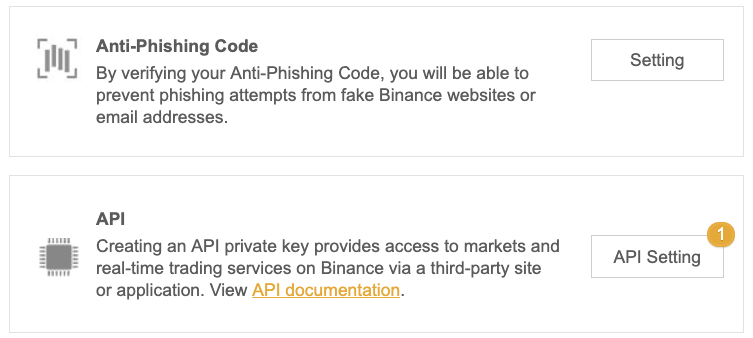 Anti-Phishing Code
By verifying your Anti-Phishing Code, you will be able to
prevent phishing attempts from fake Binance websites or
email addresses.
Setting
API
Creating an API private key provides access to markets and
real-time trading services on Binance via a third-party site
or application. View API documentation.
1
API Setting